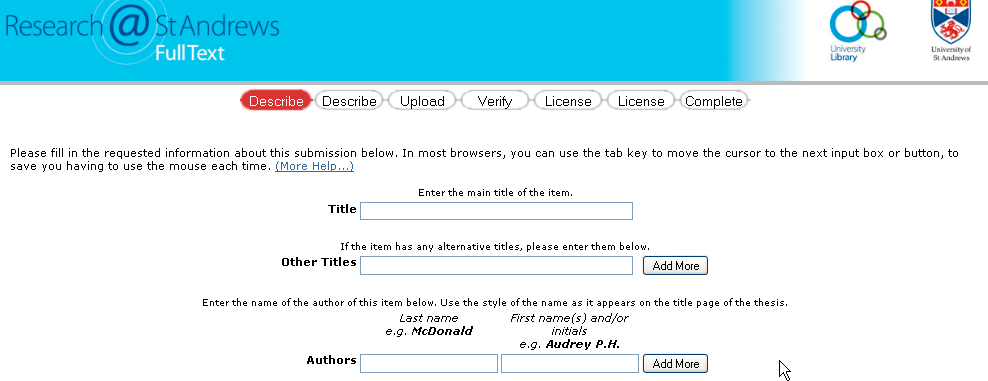 Research @ St Andrews
FullText
University
Library
University of
St Andrews
Describe Describe Upload Verify License License Complete
Please fill in the requested information about this submission below. In most browsers, you can use the tab key to move the cursor to the next input box or button, to
save you having to use the mouse each time. (More Help...)
Enter the main title of the item.
Title
If the item has any alternative titles, please enter them below.
Other Titles Add More
Enter the name of the author of this item below. Use the style of the name as it appears on the title page of the thesis.
Last name
e.g. McDonald
First name(s) and/or
initials
e.g. Audrey P.H.
Authors Add More